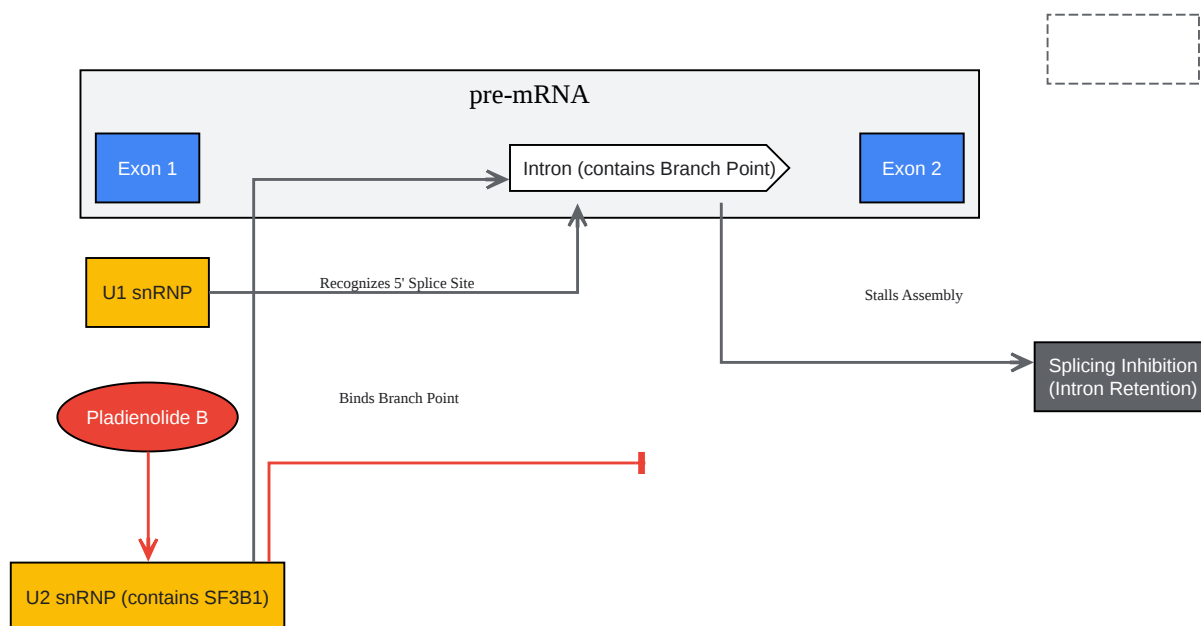 pre-mRNA
Exon 1
Intron (contains Branch Point)
Exon 2
U1 snRNP
Recognizes 5' Splice Site
Stalls Assembly
Splicing Inhibition
(Intron Retention)
Binds Branch Point
Pladienolide B
U2 snRNP (contains SF3B1)